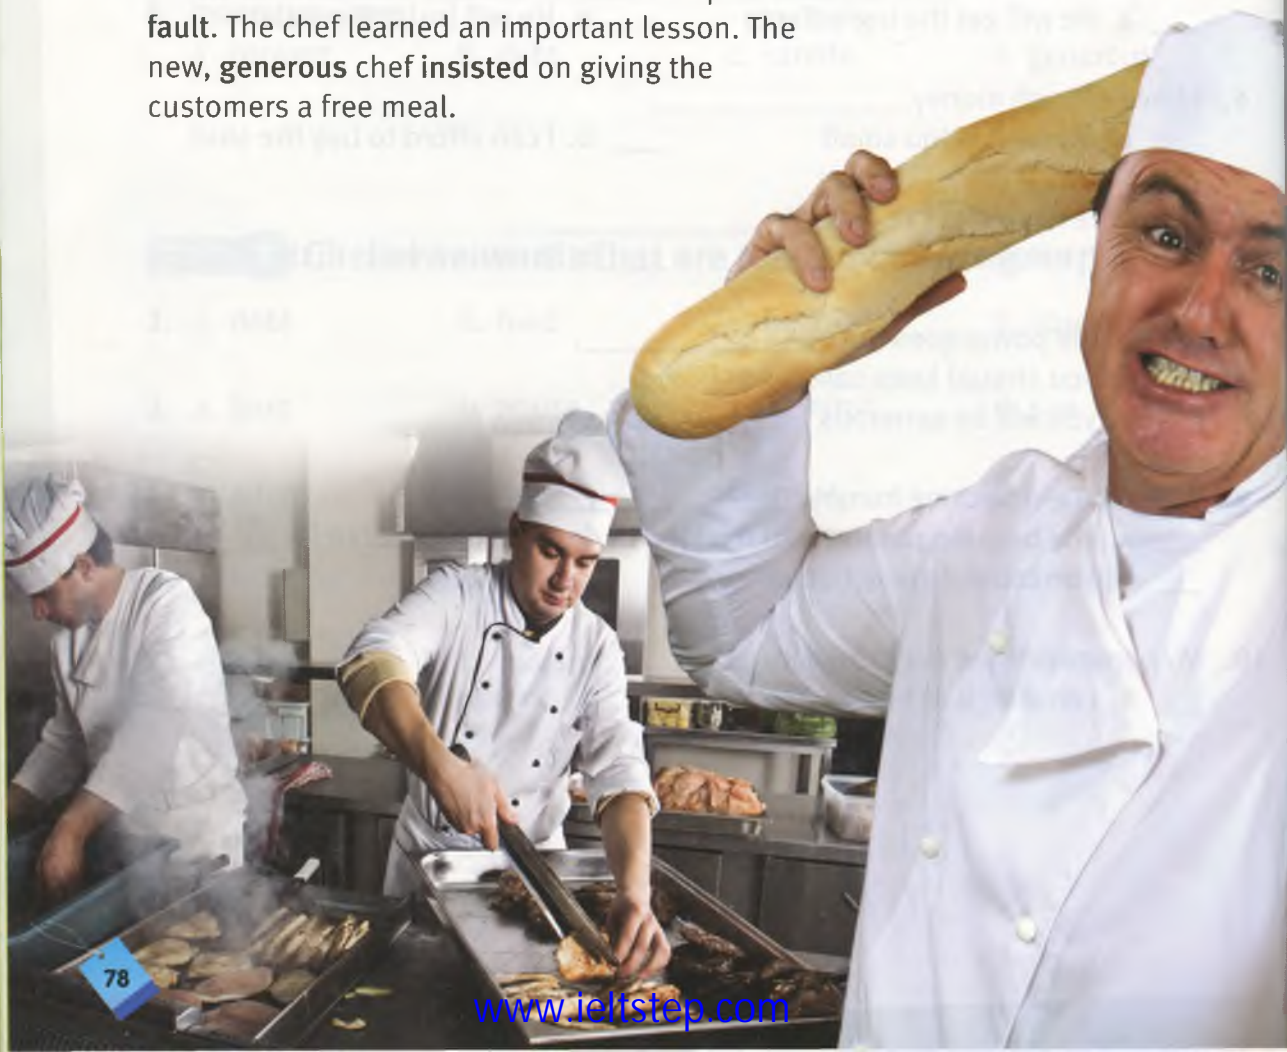 fault. The chef learned an important lesson. The
new, generous chef insisted on giving the
customers a free meal.
78
www.ieltstep.com